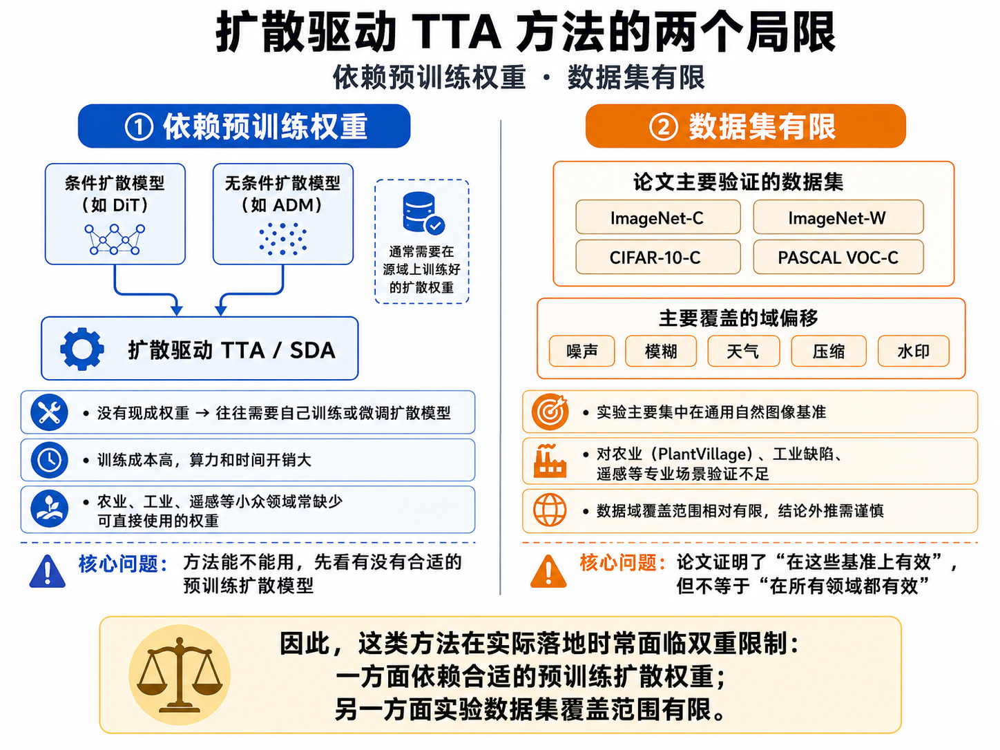 扩散驱动 TTA 方法的两个局限
依赖预训练权重 · 数据集有限
① 依赖预训练权重
条件扩散模型
（如 DiT）
无条件扩散模型
（如 ADM）
通常需要在
源域上训练好
的扩散权重
扩散驱动 TTA / SDA
• 没有现成权重 → 往往需要自己训练或微调扩散模型
• 训练成本高，算力和时间开销大
• 农业、工业、遥感等小众领域常缺少
可直接使用的权重
核心问题：方法能不能用，先看有没有合适的
预训练扩散模型
② 数据集有限
论文主要验证的数据集
ImageNet-C
ImageNet-W
CIFAR-10-C
PASCAL VOC-C
主要覆盖的域偏移
噪声
模糊
天气
压缩
水印
• 实验主要集中在通用自然图像基准
• 对农业（PlantVillage）、工业缺陷、
遥感等专业场景验证不足
• 数据域覆盖范围相对有限，结论外推需谨慎
核心问题：论文证明了“在这些基准上有效”，
但不等于“在所有领域都有效”
因此，这类方法在实际落地时常面临双重限制：
一方面依赖合适的预训练扩散权重；
另一方面实验数据集覆盖范围有限。